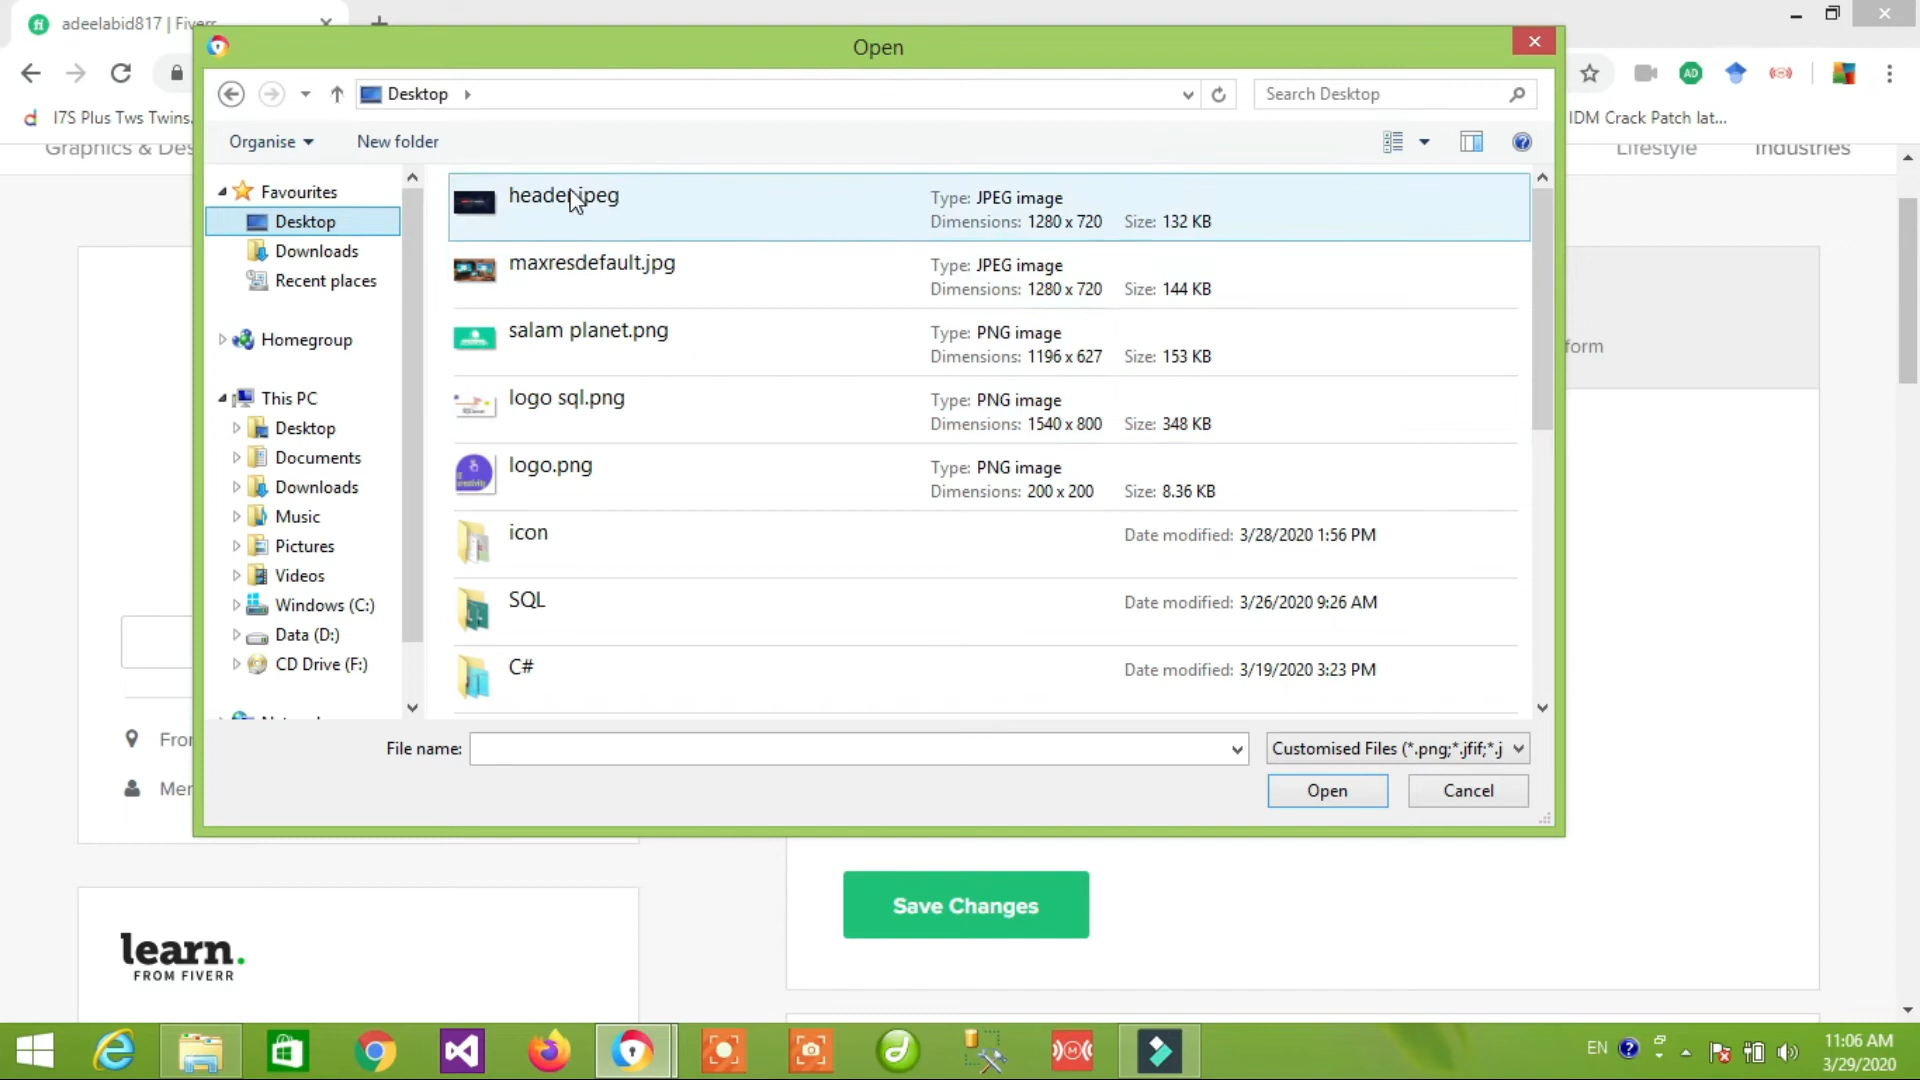 adeelabid817 | Fiverr
Open
Desktop
Search Desktop
I7S Plus Tws Twins.
IDM Crack Patch lat...
Organise
New folder
Graphics & Des
Lifestyle
Industries
Favourites
Desktop
Downloads
Recent places
Homegroup
This PC
Desktop
Documents
Downloads
Music
Pictures
Videos
Windows (C:)
Data (D:)
CD Drive (F:)
header.jpeg
Type: JPEG image
Dimensions: 1280 x 720
Size: 132 KB
maxresdefault.jpg
Type: JPEG image
Dimensions: 1280 x 720
Size: 144 KB
salam planet.png
Type: PNG image
Dimensions: 1196 x 627
Size: 153 KB
logo sql.png
Type: PNG image
Dimensions: 1540 x 800
Size: 348 KB
logo.png
Type: PNG image
Dimensions: 200 x 200
Size: 8.36 KB
icon
Date modified: 3/28/2020 1:56 PM
SQL
Date modified: 3/26/2020 9:26 AM
C#
Date modified: 3/19/2020 3:23 PM
form
File name:
Customised Files (*.png;*.jfif;*.j
Open
Cancel
Fror
Mer
Save Changes
learn.
FROM FIVERR
EN
11:06 AM
3/29/2020